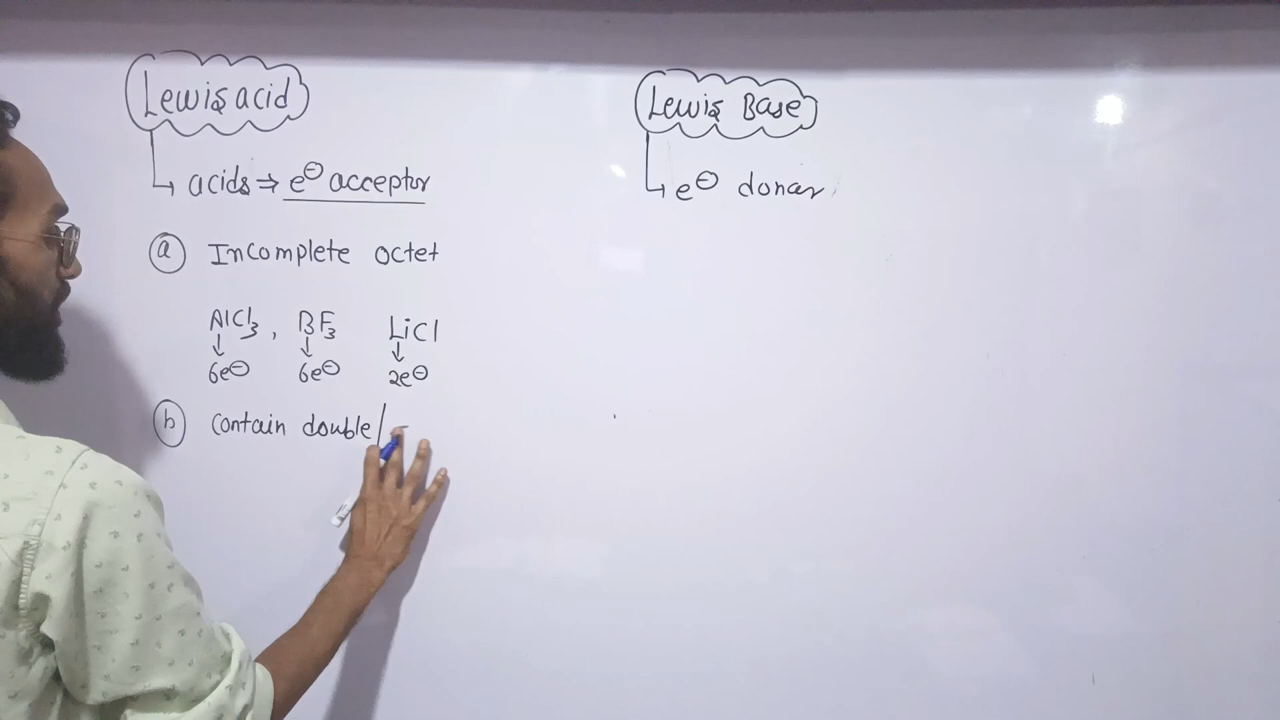 Lewis acid
↳ acids ⇒ e⊖ acceptor
ⓐ Incomplete octet
AlCl₃, BF₃ LiCl
↓ ↓ ↓
6e⊖ 6e⊖ 2e⊖
ⓑ contain double/
Lewis Base
↳ e⊖ donar